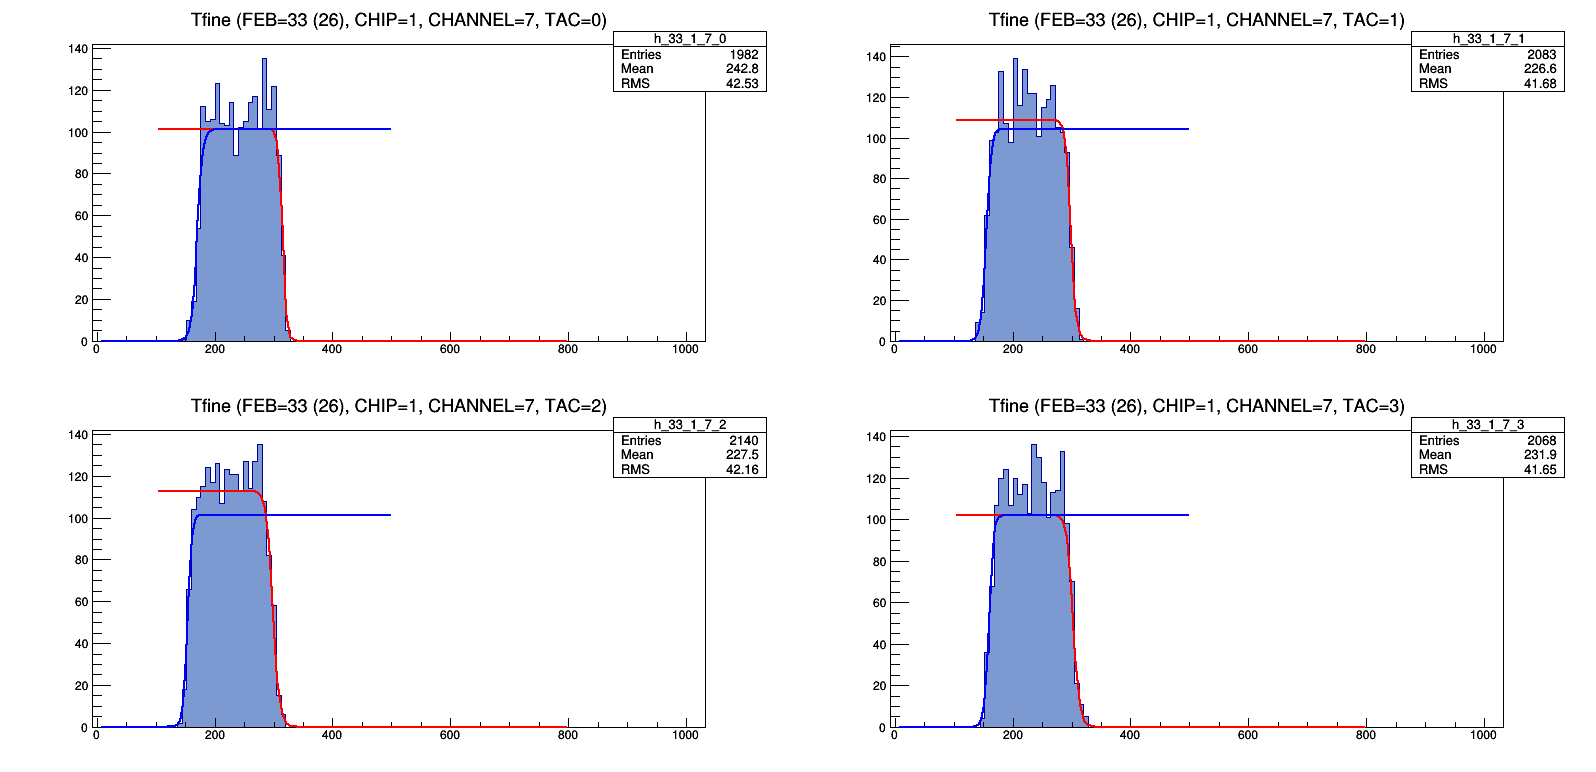 Tfine (FEB=33 (26), CHIP=1, CHANNEL=7, TAC=0)
h_33_1_7_0
Entries 1982
Mean 242.8
RMS 42.53
140
120
100
80
60
40
20
0
0 200 400 600 800 1000
Tfine (FEB=33 (26), CHIP=1, CHANNEL=7, TAC=1)
h_33_1_7_1
Entries 2083
Mean 226.6
RMS 41.68
140
120
100
80
60
40
20
0
0 200 400 600 800 1000
Tfine (FEB=33 (26), CHIP=1, CHANNEL=7, TAC=2)
h_33_1_7_2
Entries 2140
Mean 227.5
RMS 42.16
140
120
100
80
60
40
20
0
0 200 400 600 800 1000
Tfine (FEB=33 (26), CHIP=1, CHANNEL=7, TAC=3)
h_33_1_7_3
Entries 2068
Mean 231.9
RMS 41.65
140
120
100
80
60
40
20
0
0 200 400 600 800 1000